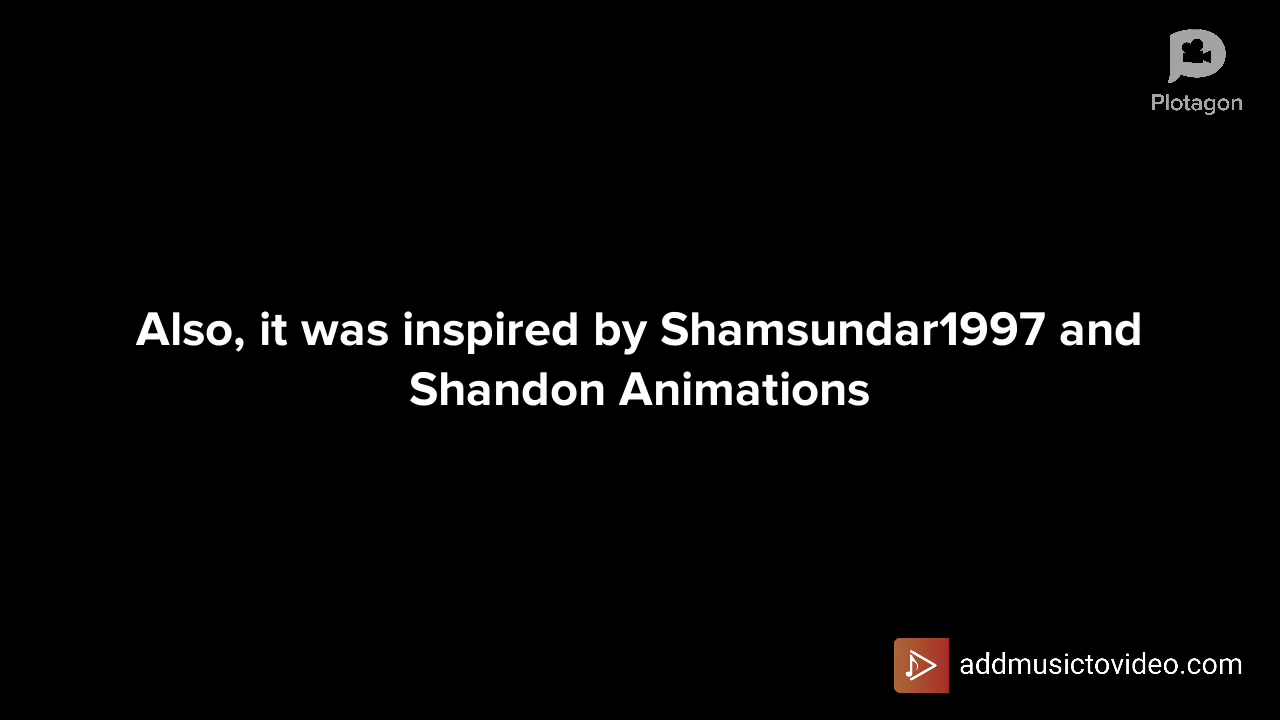 Plotagon
Also, it was inspired by Shamsundar1997 and
Shandon Animations
addmusictovideo.com